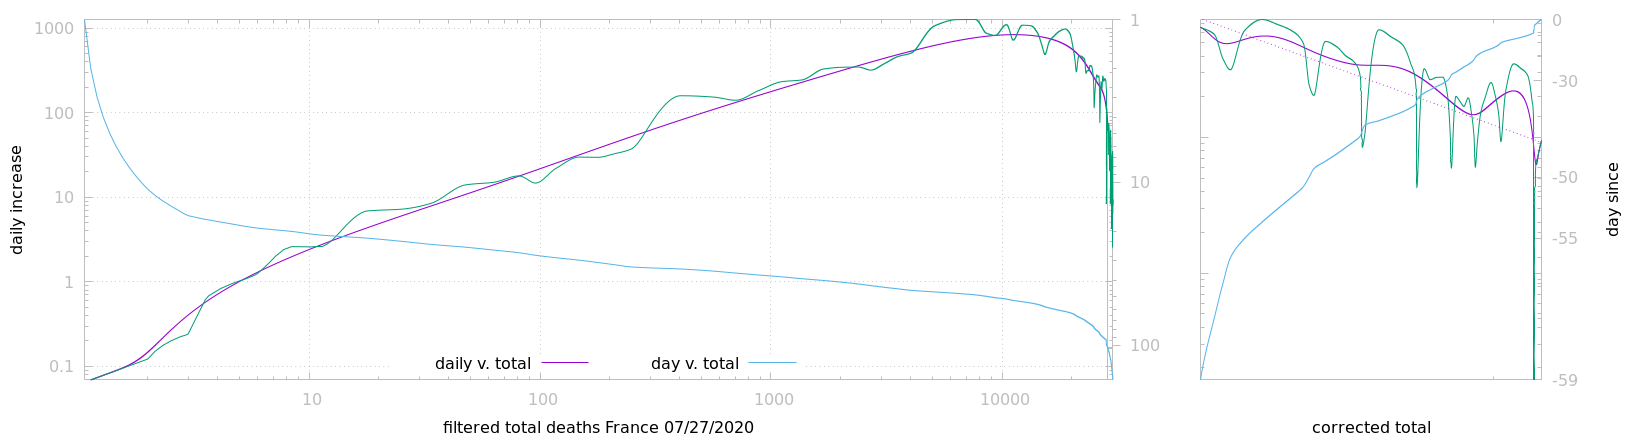 1000
100
10
1
0.1
daily increase
daily v. total
day v. total
10
100
1000
10000
filtered total deaths France 07/27/2020
1
10
100
0
-30
-50
-55
-59
day since
corrected total